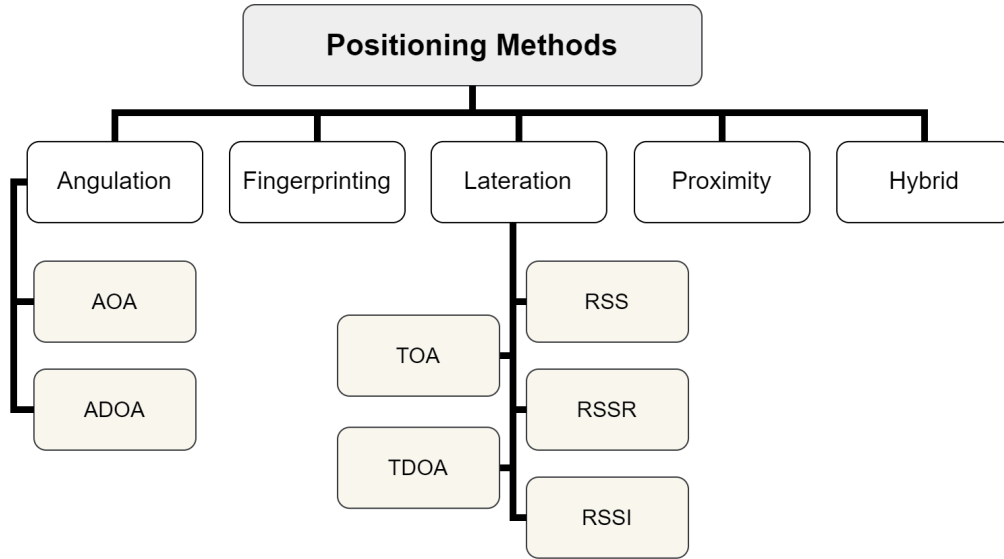 Positioning Methods
Angulation
Fingerprinting
Lateration
Proximity
Hybrid
AOA
ADOA
TOA
TDOA
RSS
RSSR
RSSI